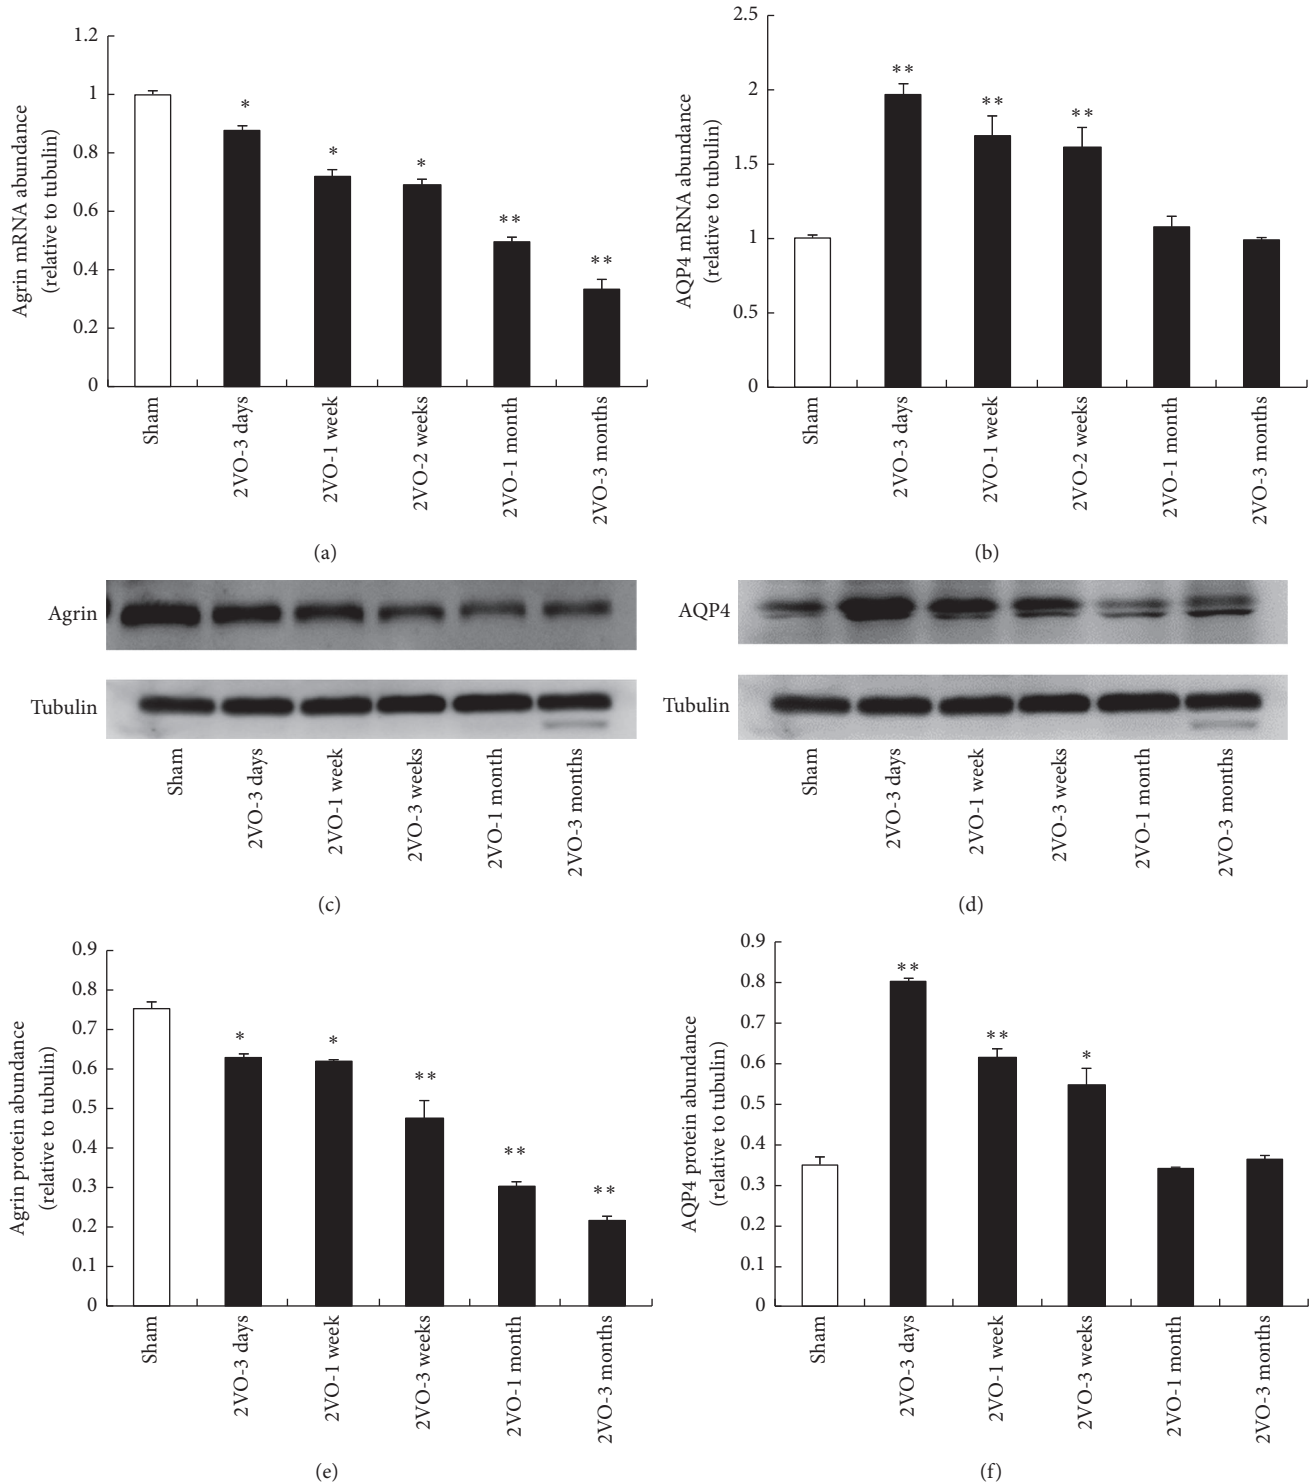 1.2
1
0.8
0.6
0.4
0.2
0
Agrin mRNA abundance
(relative to tubulin)
*
*
*
**
**
Sham
2VO-3 days
2VO-1 week
2VO-2 weeks
2VO-1 month
2VO-3 months
(a)
2.5
2
1.5
1
0.5
0
AQP4 mRNA abundance
(relative to tubulin)
**
**
**
Sham
2VO-3 days
2VO-1 week
2VO-2 weeks
2VO-1 month
2VO-3 months
(b)
Agrin
Tubulin
Sham
2VO-3 days
2VO-1 week
2VO-3 weeks
2VO-1 month
2VO-3 months
(c)
AQP4
Tubulin
Sham
2VO-3 days
2VO-1 week
2VO-3 weeks
2VO-1 month
2VO-3 months
(d)
0.9
0.8
0.7
0.6
0.5
0.4
0.3
0.2
0.1
0
Agrin protein abundance
(relative to tubulin)
*
*
**
**
**
Sham
2VO-3 days
2VO-1 week
2VO-3 weeks
2VO-1 month
2VO-3 months
(e)
0.9
0.8
0.7
0.6
0.5
0.4
0.3
0.2
0.1
0
AQP4 protein abundance
(relative to tubulin)
**
**
*
Sham
2VO-3 days
2VO-1 week
2VO-3 weeks
2VO-1 month
2VO-3 months
(f)